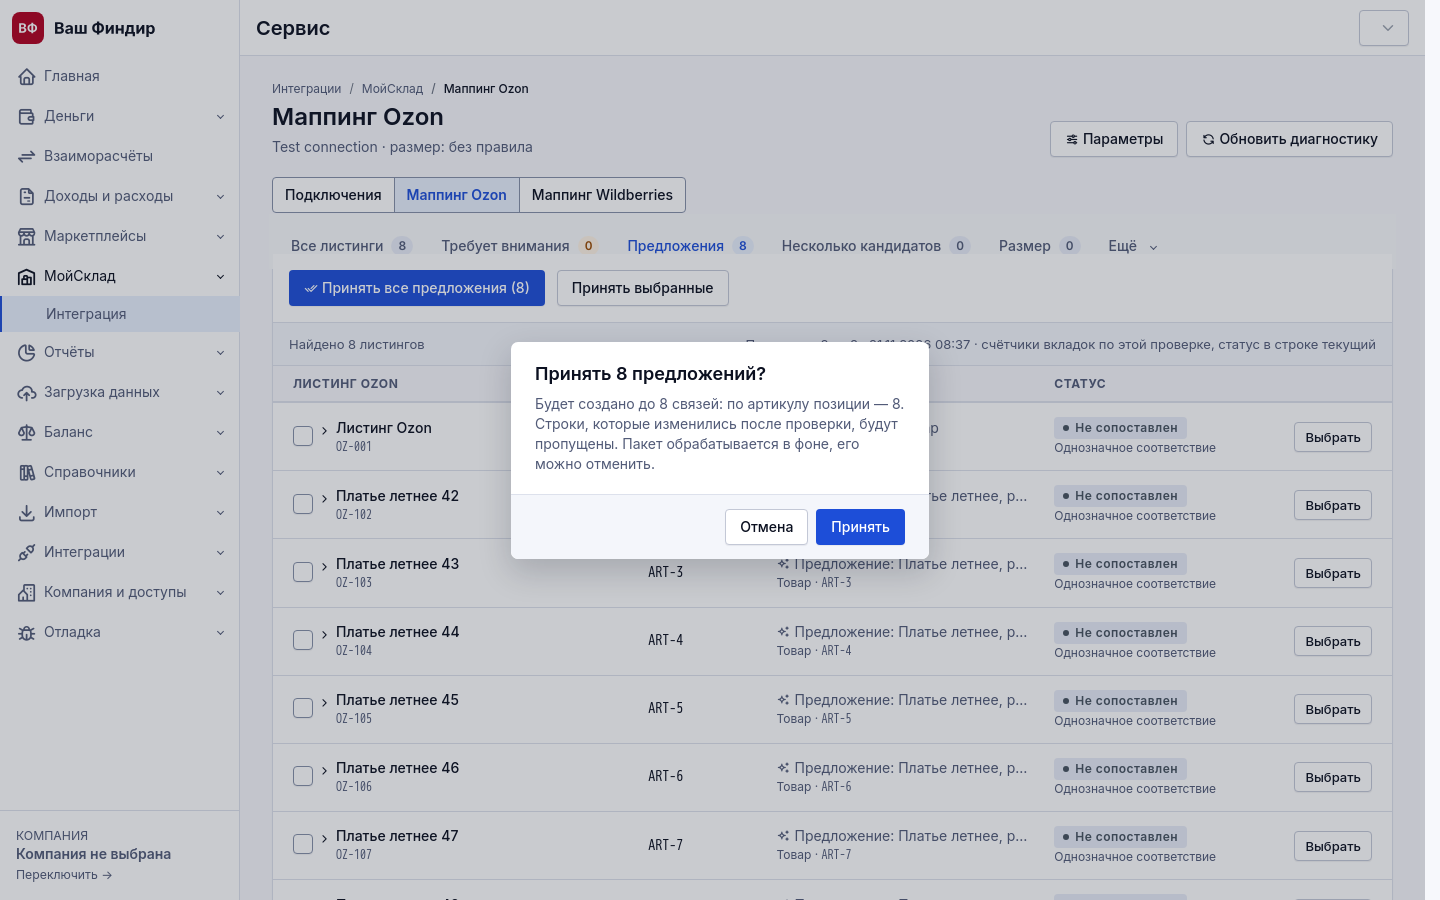 ВФ Ваш Финдир
Главная
Деньги
Взаиморасчёты
Доходы и расходы
Маркетплейсы
МойСклад
Интеграция
Отчёты
Загрузка данных
Баланс
Справочники
Импорт
Интеграции
Компания и доступы
Отладка
КОМПАНИЯ
Компания не выбрана
Переключить →
Сервис
Интеграции / МойСклад / Маппинг Ozon
Маппинг Ozon
Test connection · размер: без правила
Параметры
Обновить диагностику
Подключения Маппинг Ozon Маппинг Wildberries
Все листинги 8 Требует внимания 0 Предложения 8 Несколько кандидатов 0 Размер 0 Ещё
Принять все предложения (8) Принять выбранные
Найдено 8 листингов
08:37 · счётчики вкладок по этой проверке, статус в строке текущий
ЛИСТИНГ OZON СТАТУС
Листинг Ozon
OZ-001
Не сопоставлен
Однозначное соответствие
Выбрать
Платье летнее 42
OZ-102
Не сопоставлен
Однозначное соответствие
Выбрать
Принять 8 предложений?
Будет создано до 8 связей: по артикулу позиции — 8.
Строки, которые изменились после проверки, будут
пропущены. Пакет обрабатывается в фоне, его
можно отменить.
Отмена Принять
Платье летнее 43
OZ-103
ART-3
Предложение: Платье летнее, р...
Товар · ART-3
Не сопоставлен
Однозначное соответствие
Выбрать
Платье летнее 44
OZ-104
ART-4
Предложение: Платье летнее, р...
Товар · ART-4
Не сопоставлен
Однозначное соответствие
Выбрать
Платье летнее 45
OZ-105
ART-5
Предложение: Платье летнее, р...
Товар · ART-5
Не сопоставлен
Однозначное соответствие
Выбрать
Платье летнее 46
OZ-106
ART-6
Предложение: Платье летнее, р...
Товар · ART-6
Не сопоставлен
Однозначное соответствие
Выбрать
Платье летнее 47
OZ-107
ART-7
Предложение: Платье летнее, р...
Товар · ART-7
Не сопоставлен
Однозначное соответствие
Выбрать